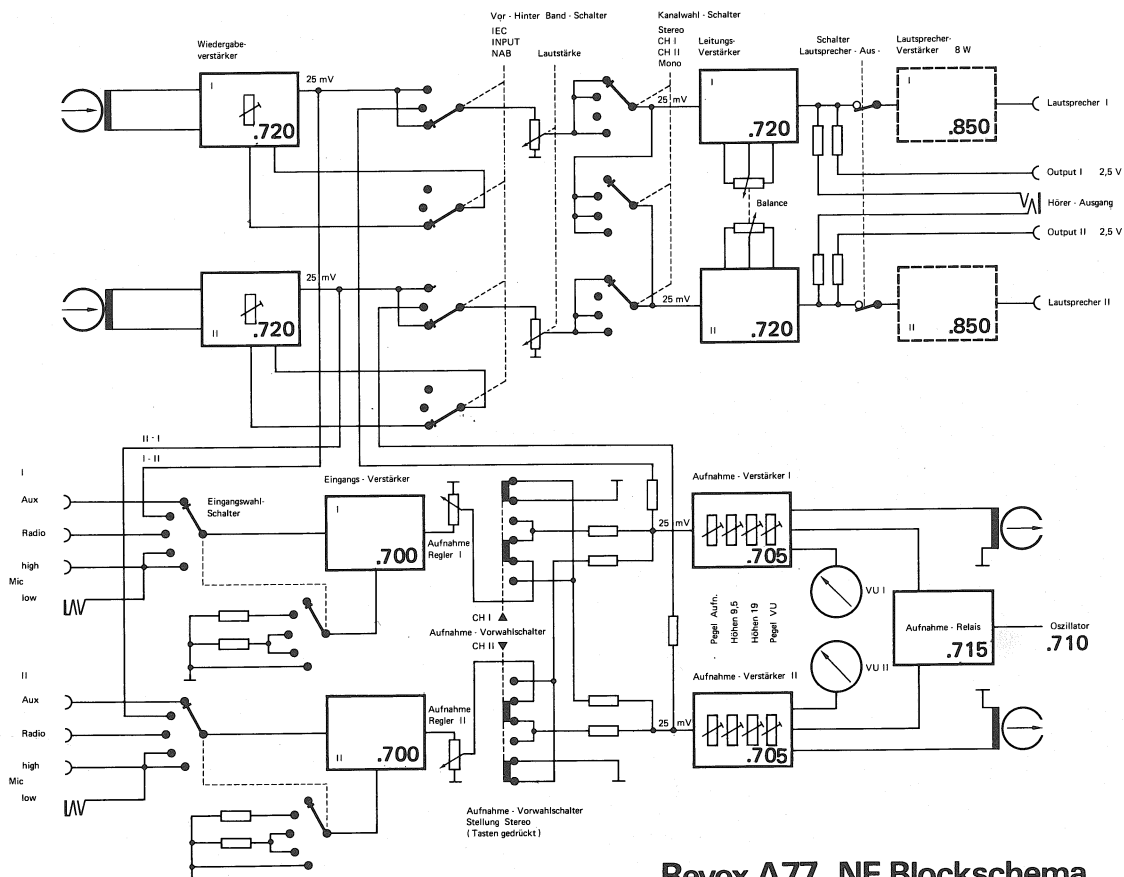 Vor - Hinter Band - Schalter
IEC
INPUT
NAB
Kanalwahl - Schalter
Stereo
CH I
CH II
Mono
Wiedergabe-
verstärker
Lautstärke
Leitungs-
Verstärker
Schalter
Lautsprecher - Aus -
Lautsprecher-
Verstärker 8 W
I
.720
25 mV
25 mV
I
.720
I
.850
Lautsprecher I
Output I 2,5 V
Balance
Hörer - Ausgang
Output II 2,5 V
II
.720
25 mV
25 mV
II
.720
II
.850
Lautsprecher II
II - I
I - II
I
Aux
Radio
high
Mic
low
Eingangswahl-
Schalter
Eingangs - Verstärker
I
.700
Aufnahme
Regler I
CH I
Aufnahme - Vorwahlschalter
CH II
25 mV
Aufnahme - Verstärker I
.705
VU I
Pegel Aufn.
Höhen 9,5
Höhen 19
Pegel VU
Aufnahme - Relais
.715
Oszillator
.710
II
Aux
Radio
high
Mic
low
II
.700
Aufnahme
Regler II
25 mV
Aufnahme - Verstärker II
.705
VU II
Aufnahme - Vorwahlschalter
Stellung Stereo
( Tasten gedrückt )
Revox A77 NF Blockschema